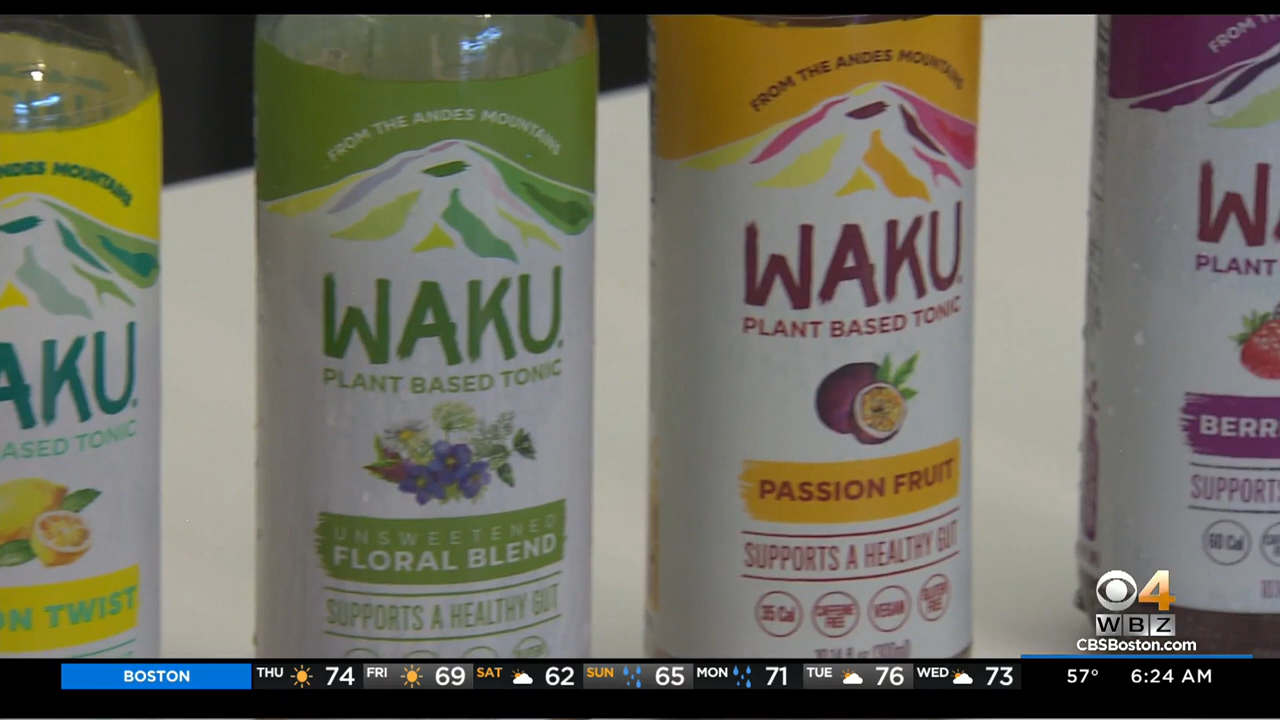 ANDES MOUNTAINS
AKU.
ASED TONIC
ON TWIST
FROM THE ANDES MOUNTAINS
WAKU.
PLANT BASED TONIC
UNSWEETENED
FLORAL BLEND
SUPPORTS A HEALTHY GUT
FROM THE ANDES MOUNTAINS
WAKU.
PLANT BASED TONIC
PASSION FRUIT
SUPPORTS A HEALTHY GUT
35 Cal
CAFFEINE FREE
VEGAN
GLUTEN FREE
FROM T
WA
PLANT
BERR
SUPPORTS
60 Cal
4
WBZ
CBSBoston.com
BOSTON THU 74 FRI 69 SAT 62 SUN 65 MON 71 TUE 76 WED 73 57° 6:24 AM